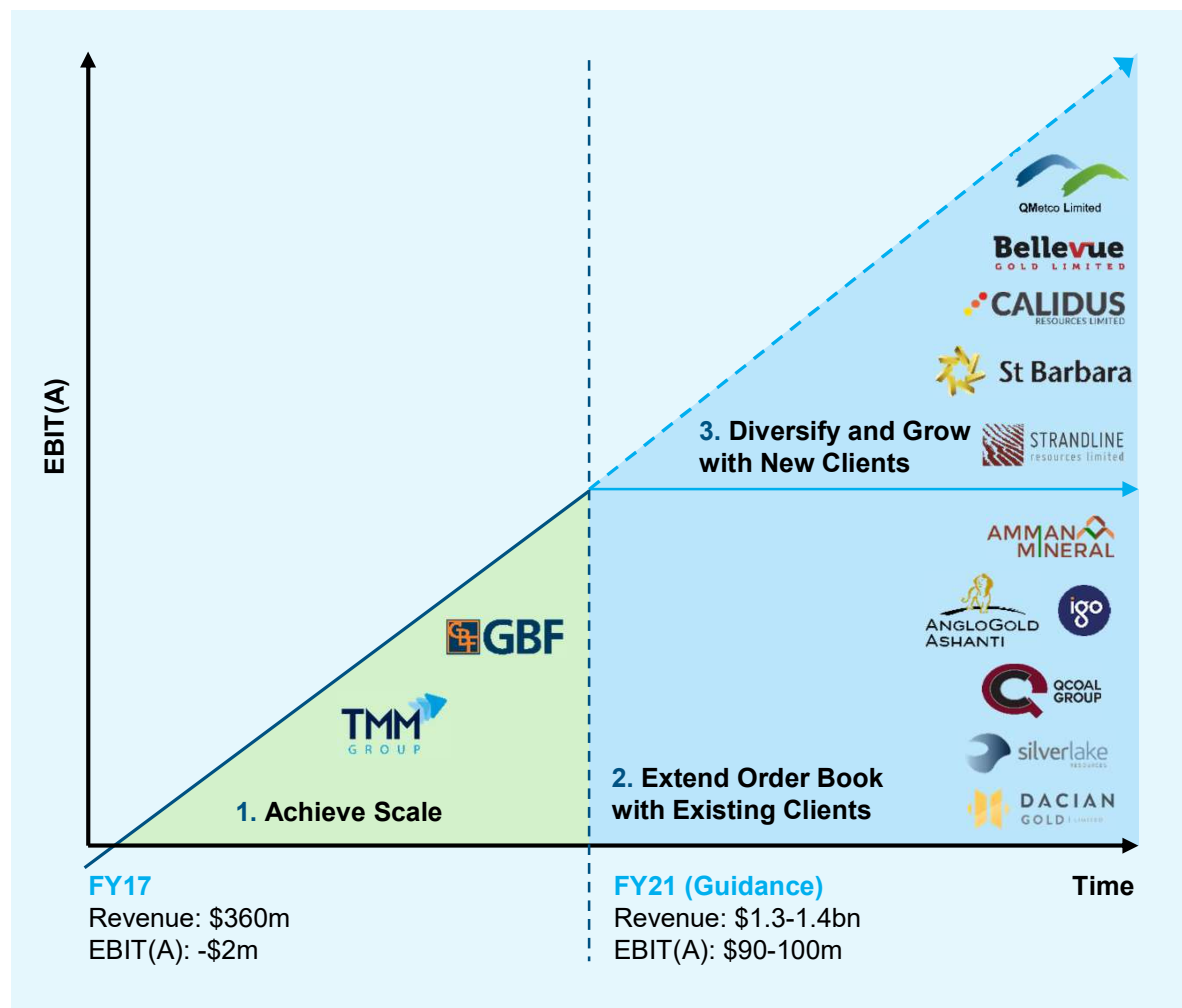 EBIT(A)
QMetco Limited
Bellevue
GOLD LIMITED
CALIDUS
RESOURCES LIMITED
St Barbara
3. Diversify and Grow
with New Clients
STRANDLINE
resources limited
AMMAN
MINERAL
ANGLOGOLD
ASHANTI
igo
GBF
GBF
QCOAL
GROUP
TMM
GROUP
silverlake
RESOURCES
1. Achieve Scale
2. Extend Order Book
with Existing Clients
DACIAN
GOLD LIMITED
FY17
Revenue: $360m
EBIT(A): -$2m
FY21 (Guidance)
Revenue: $1.3-1.4bn
EBIT(A): $90-100m
Time